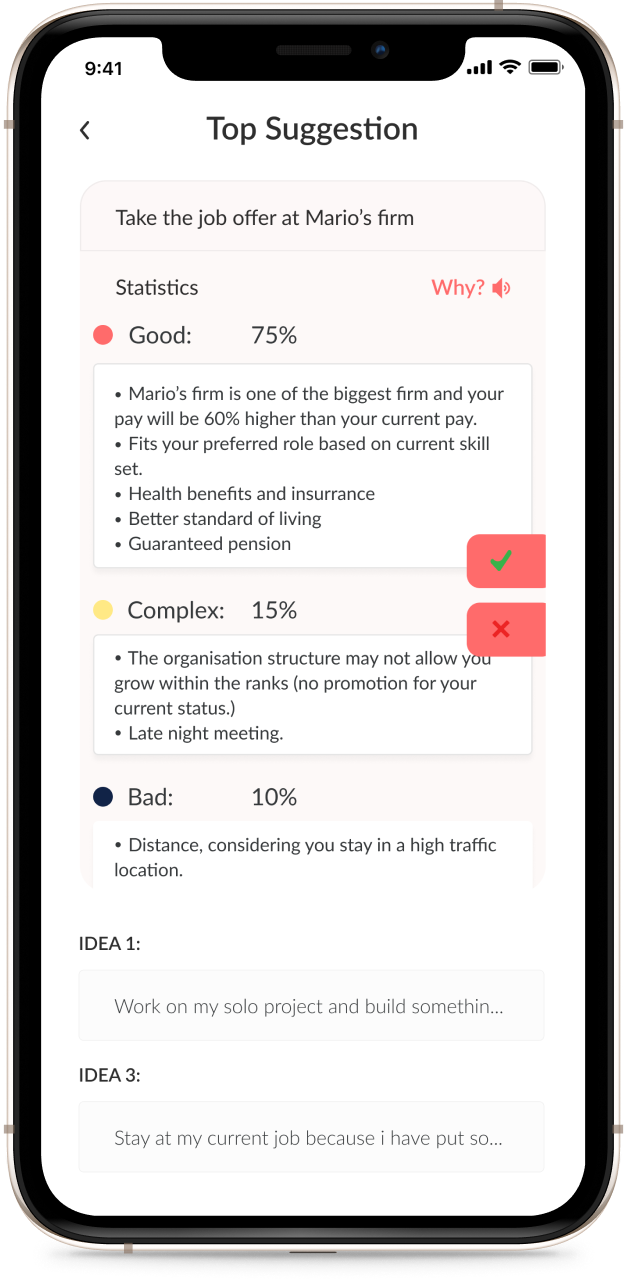 9:41
Top Suggestion
Take the job offer at Mario's firm
Statistics
Why?
Good: 75%
• Mario's firm is one of the biggest firm and your
pay will be 60% higher than your current pay.
• Fits your preferred role based on current skill
set.
• Health benefits and insurrance
• Better standard of living
• Guaranteed pension
Complex: 15%
• The organisation structure may not allow you
grow within the ranks (no promotion for your
current status.)
• Late night meeting.
Bad: 10%
• Distance, considering you stay in a high traffic
location.
IDEA 1:
Work on my solo project and build somethin...
IDEA 3:
Stay at my current job because i have put so...